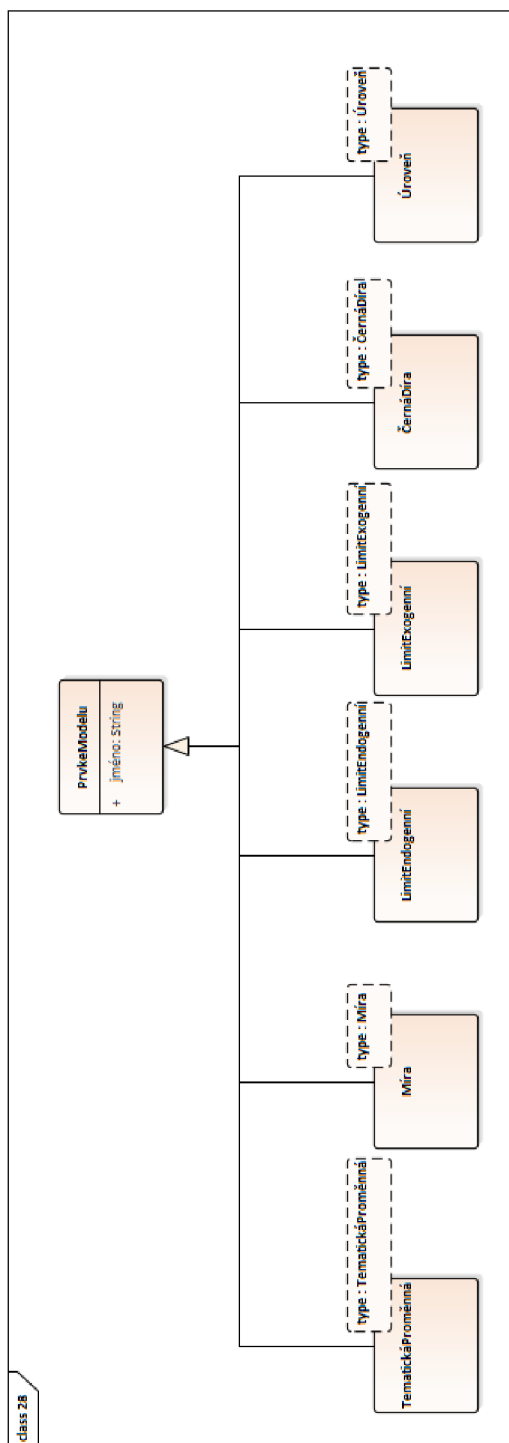 class 28
PrvkeModelu
+ jméno: String
type : TematickáProměnná
TematickáProměnná
type : Míra
Míra
type : LimitEndogenní
LimitEndogenní
type : LimitExogenní
LimitExogenní
type : ČernáDíra
ČernáDíra
type : Úroveň
Úroveň